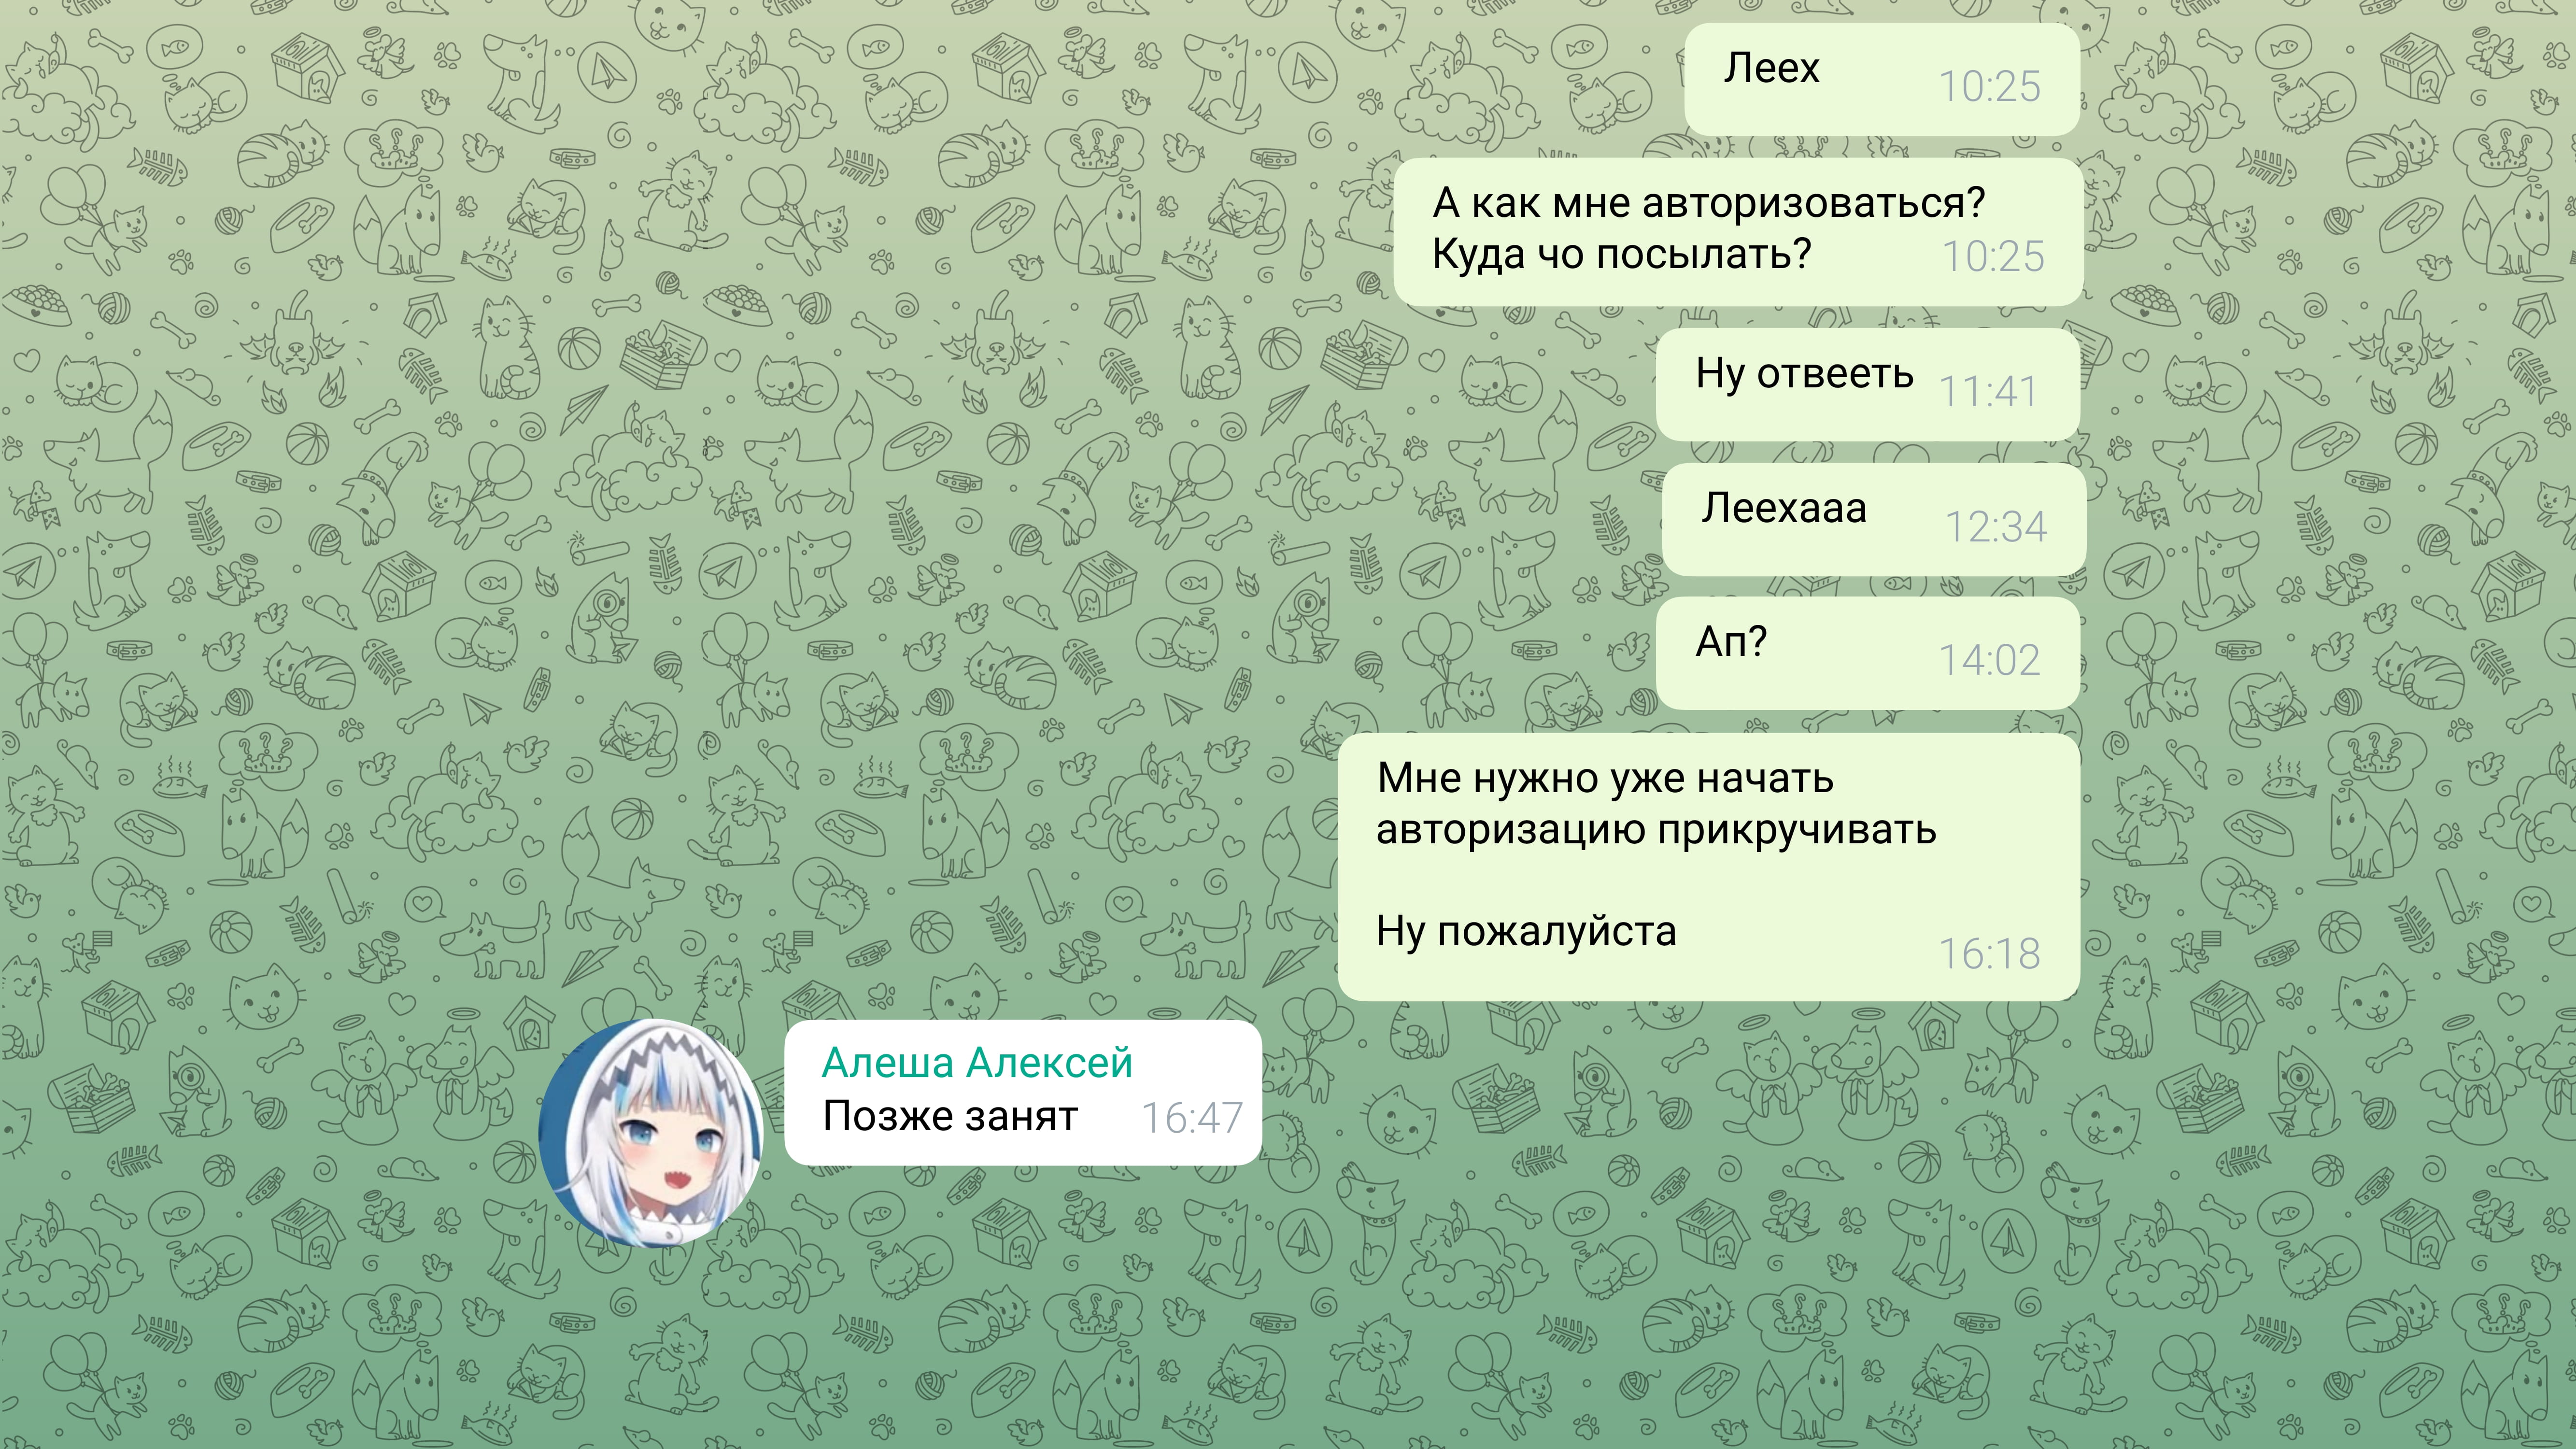 Леех
10:25
А как мне авторизоваться?
Куда чо посылать?
10:25
Ну отвееть
11:41
Леехааа
12:34
Ап?
14:02
Мне нужно уже начать
авторизацию прикручивать
Ну пожалуйста
16:18
Алеша Алексей
Позже занят
16:47